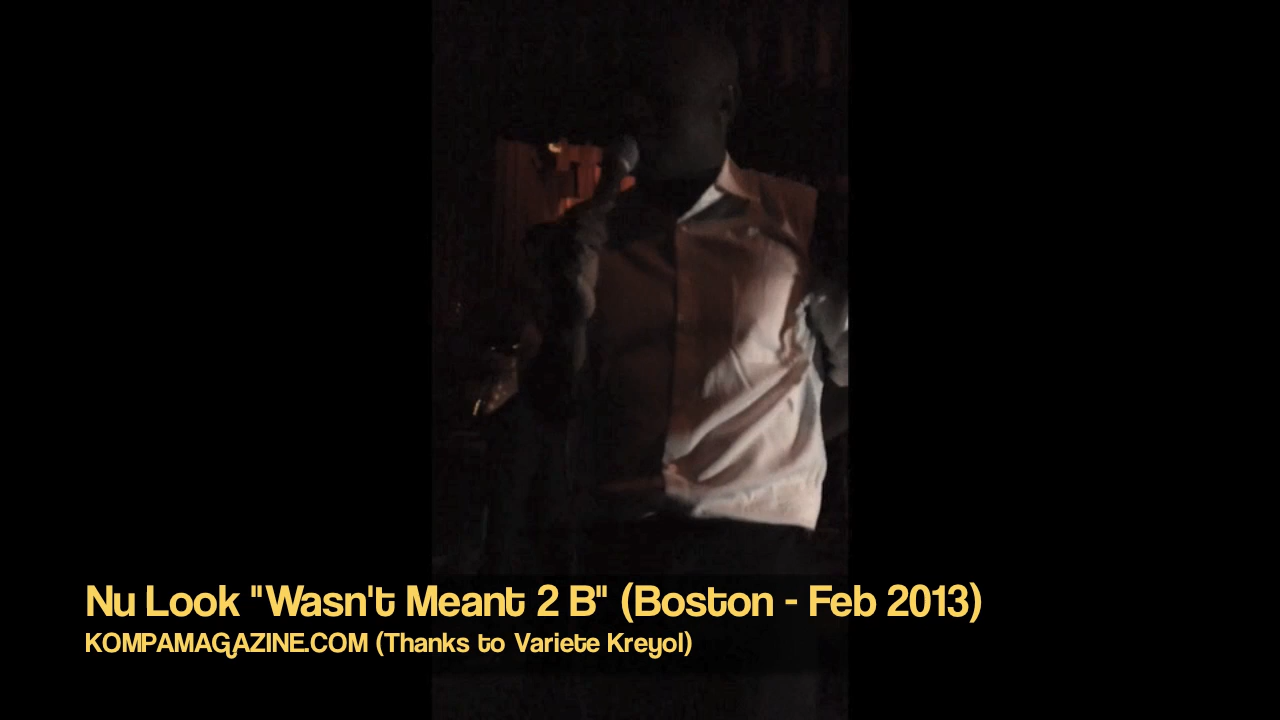 Nu Look "Wasn't Meant 2 B" (Boston - Feb 2013)
KOMPAMAGAZINE.COM (Thanks to Variete Kreyol)